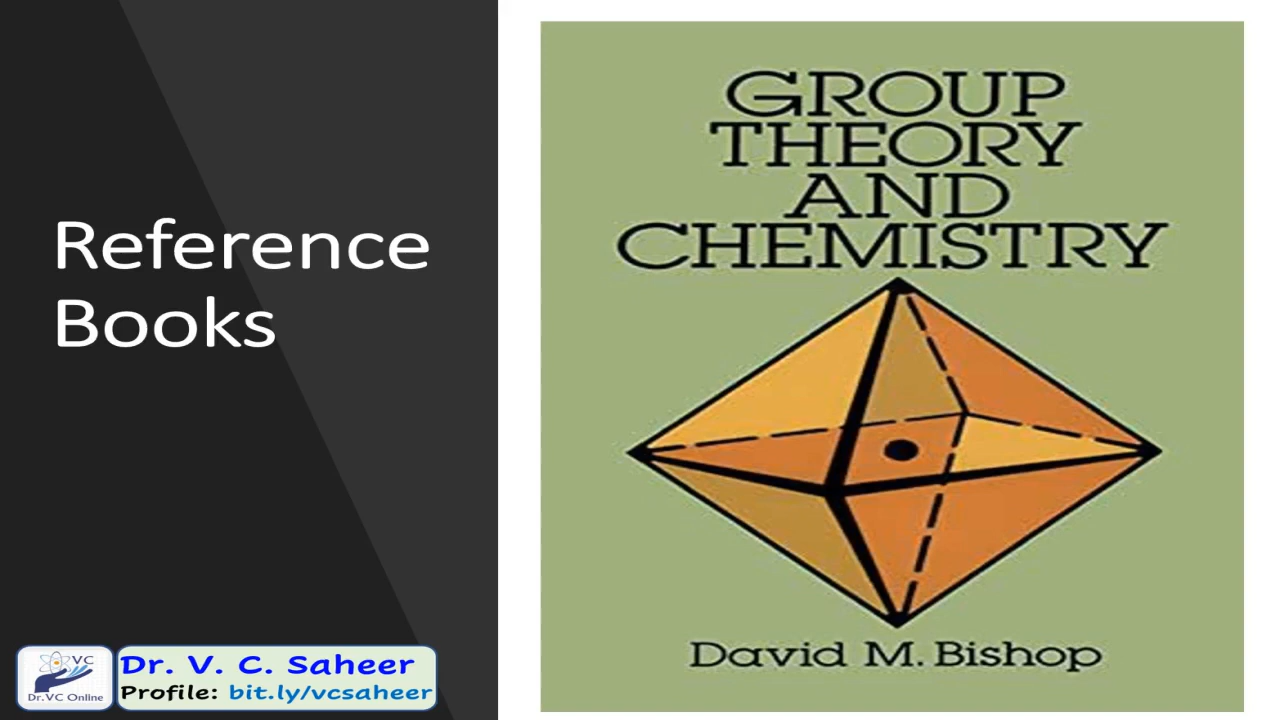 Reference
Books
GROUP
THEORY
AND
CHEMISTRY
David M. Bishop
VC
Dr.VC Online
Dr. V. C. Saheer
Profile: bit.ly/vcsaheer